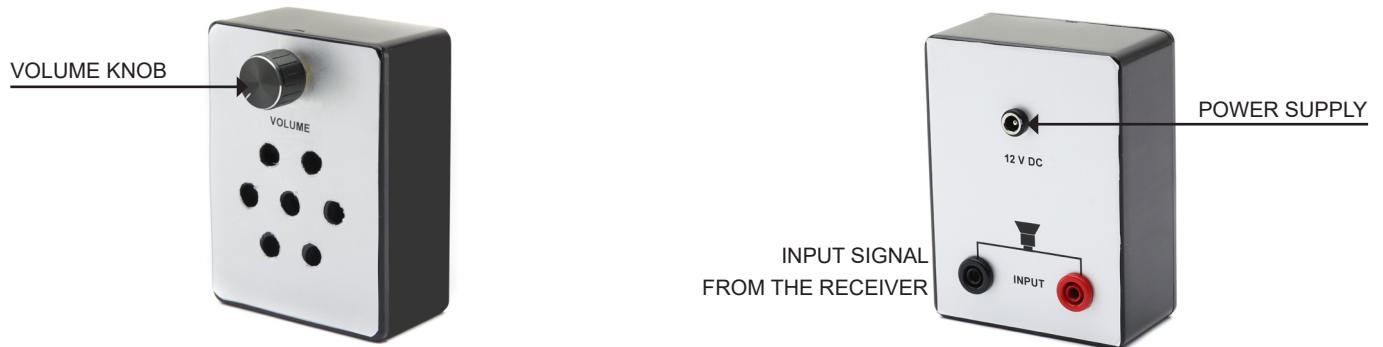 VOLUME KNOB
VOLUME
POWER SUPPLY
12 V DC
INPUT SIGNAL
FROM THE RECEIVER
INPUT